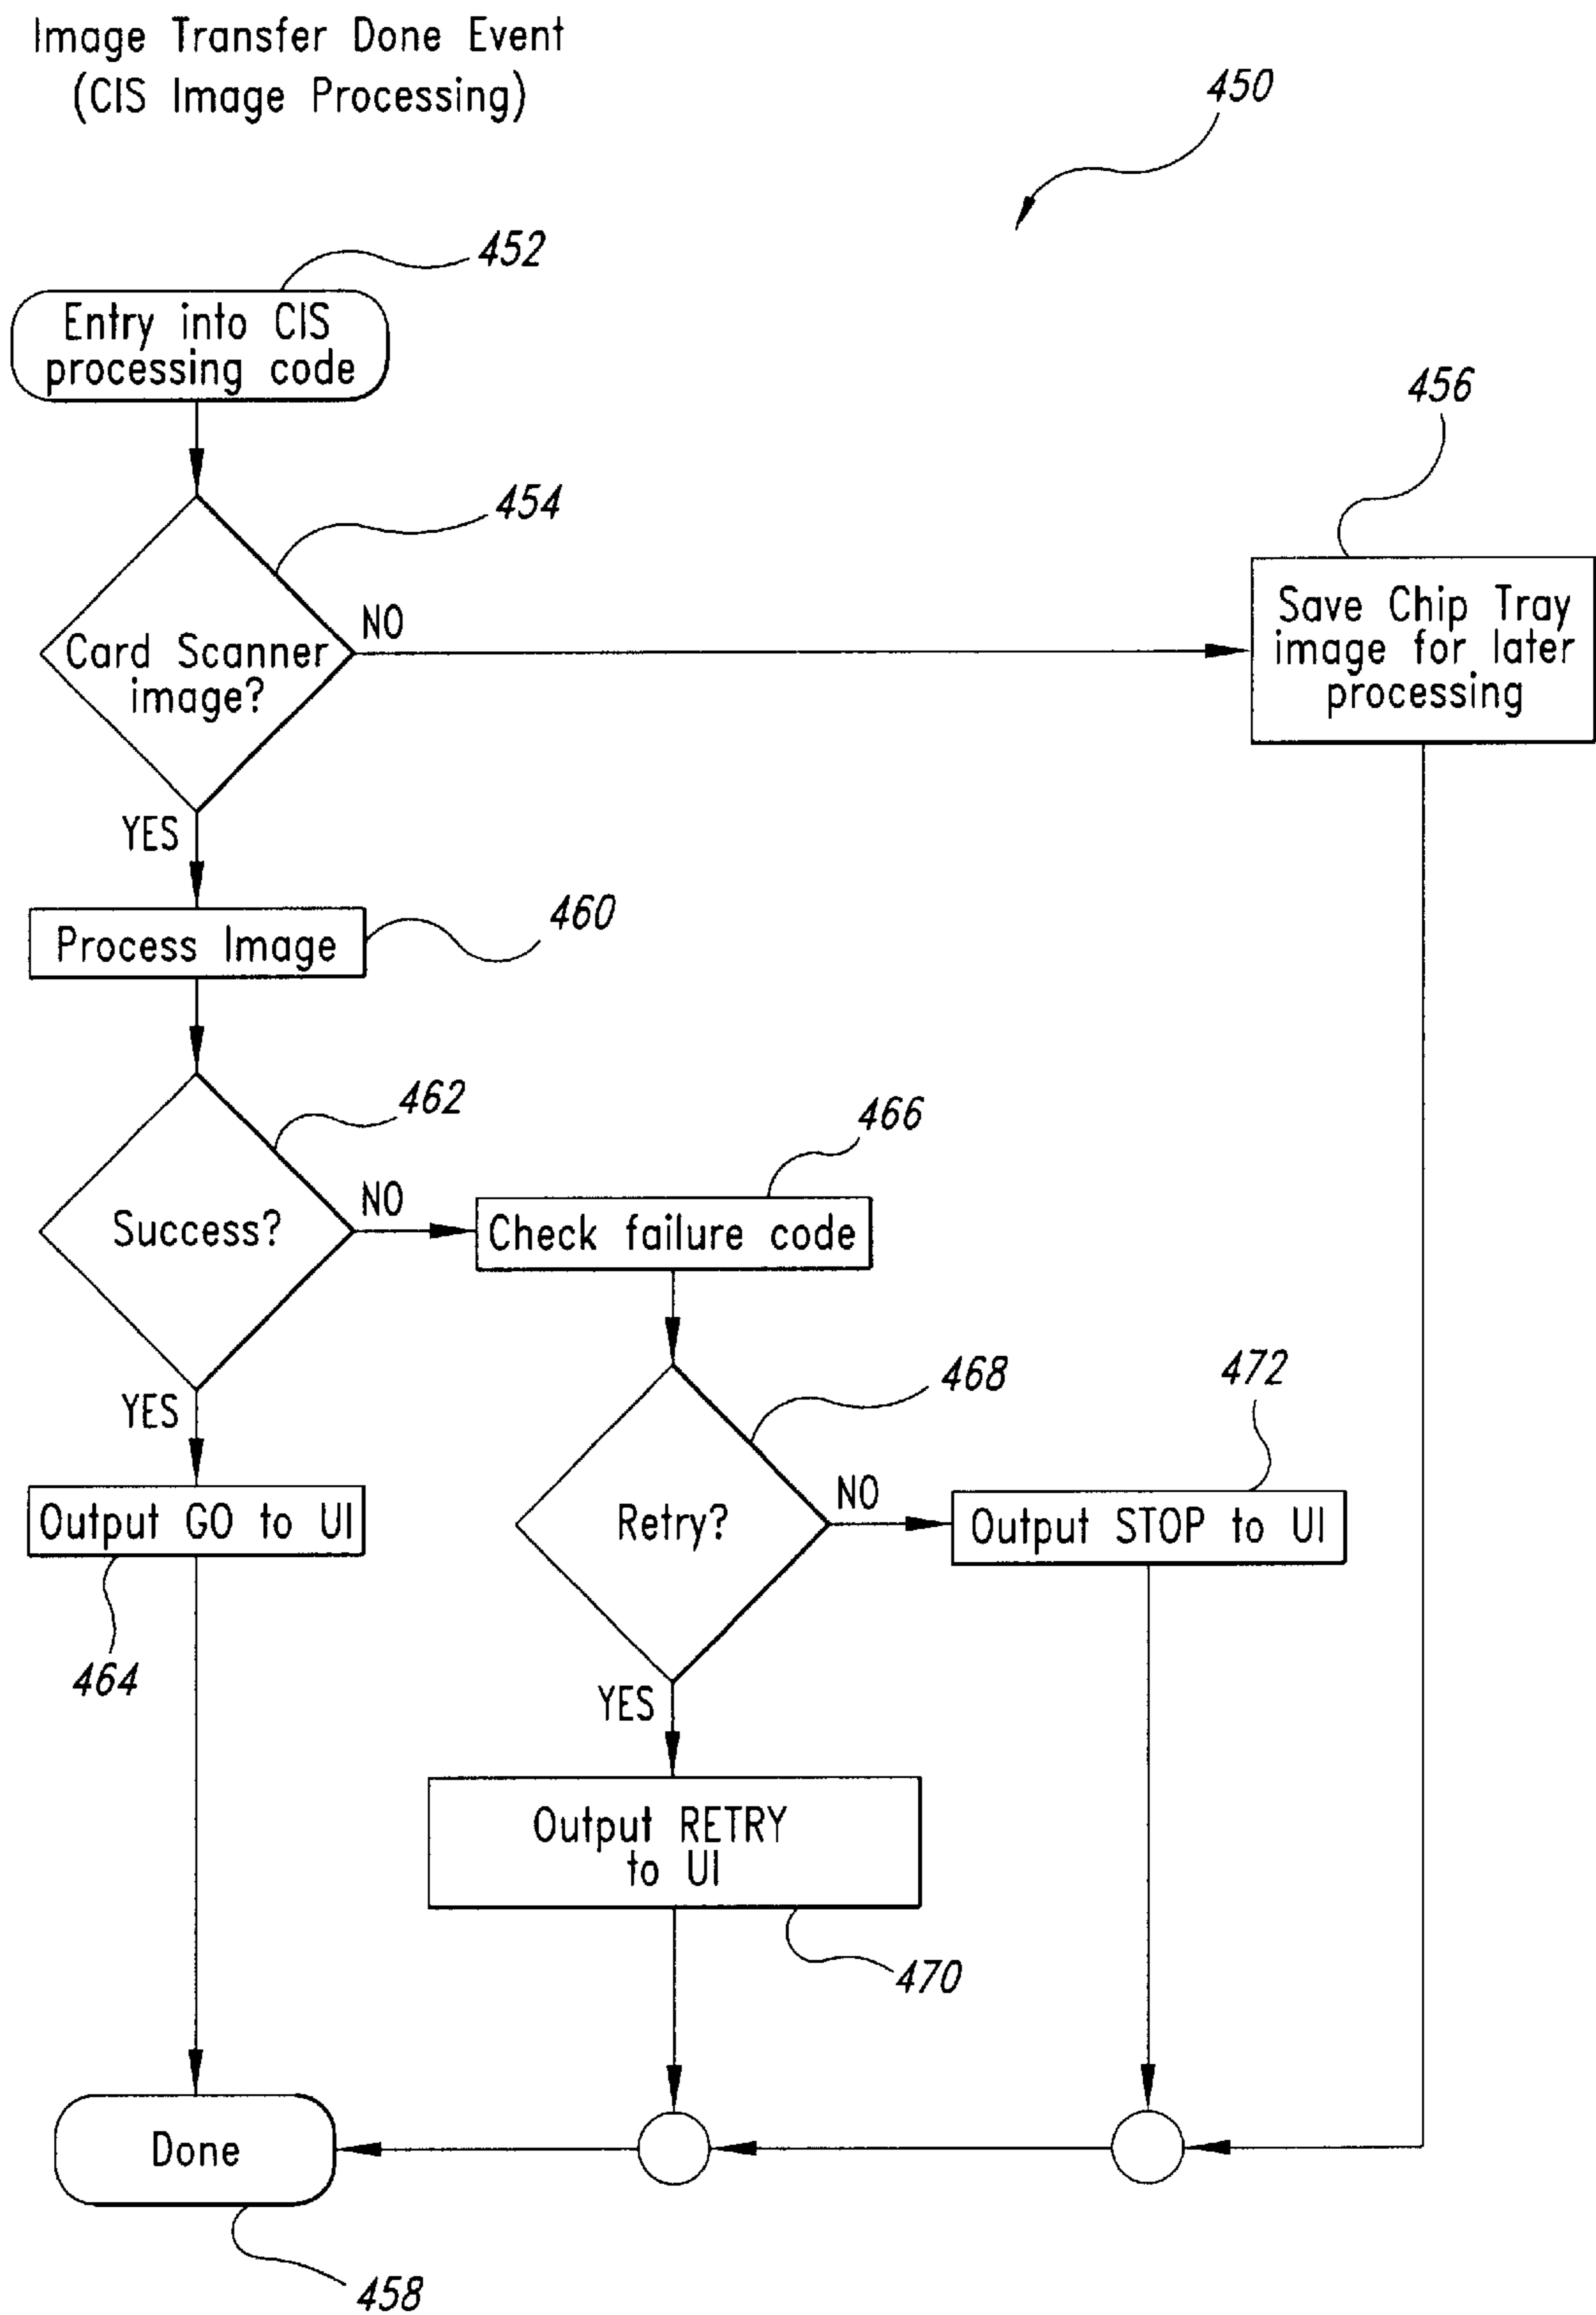 Image Transfer Done Event
(CIS Image Processing)
450
452
Entry into CIS
processing code
456
454
NO
Save Chip Tray
image for later
processing
Card Scanner
image?
YES
460
Process Image
462
466
NO
Success?
Check failure code
468
472
YES
NO
Output GO to UI
Retry?
Output STOP to UI
464
YES
Output RETRY
to UI
470
Done
458